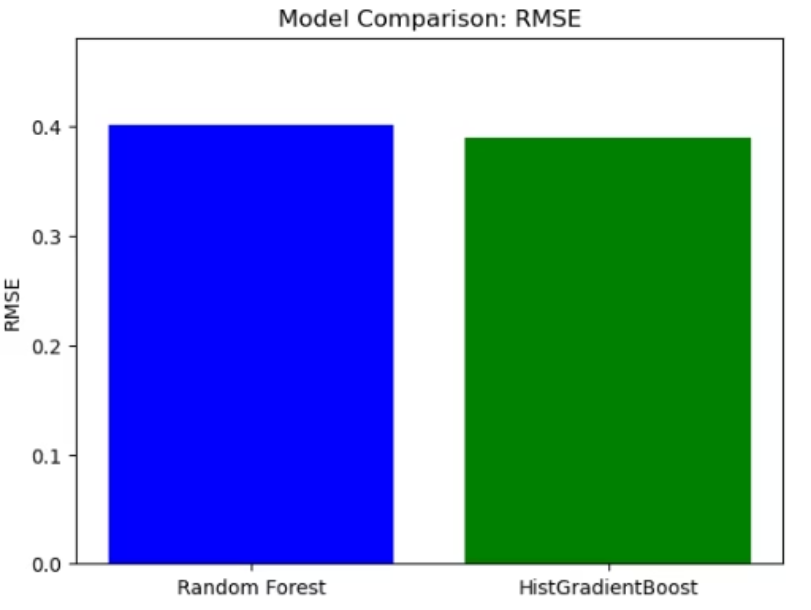 Model Comparison: RMSE
RMSE
0.4
0.3
0.2
0.1
0.0
Random Forest
HistGradientBoost